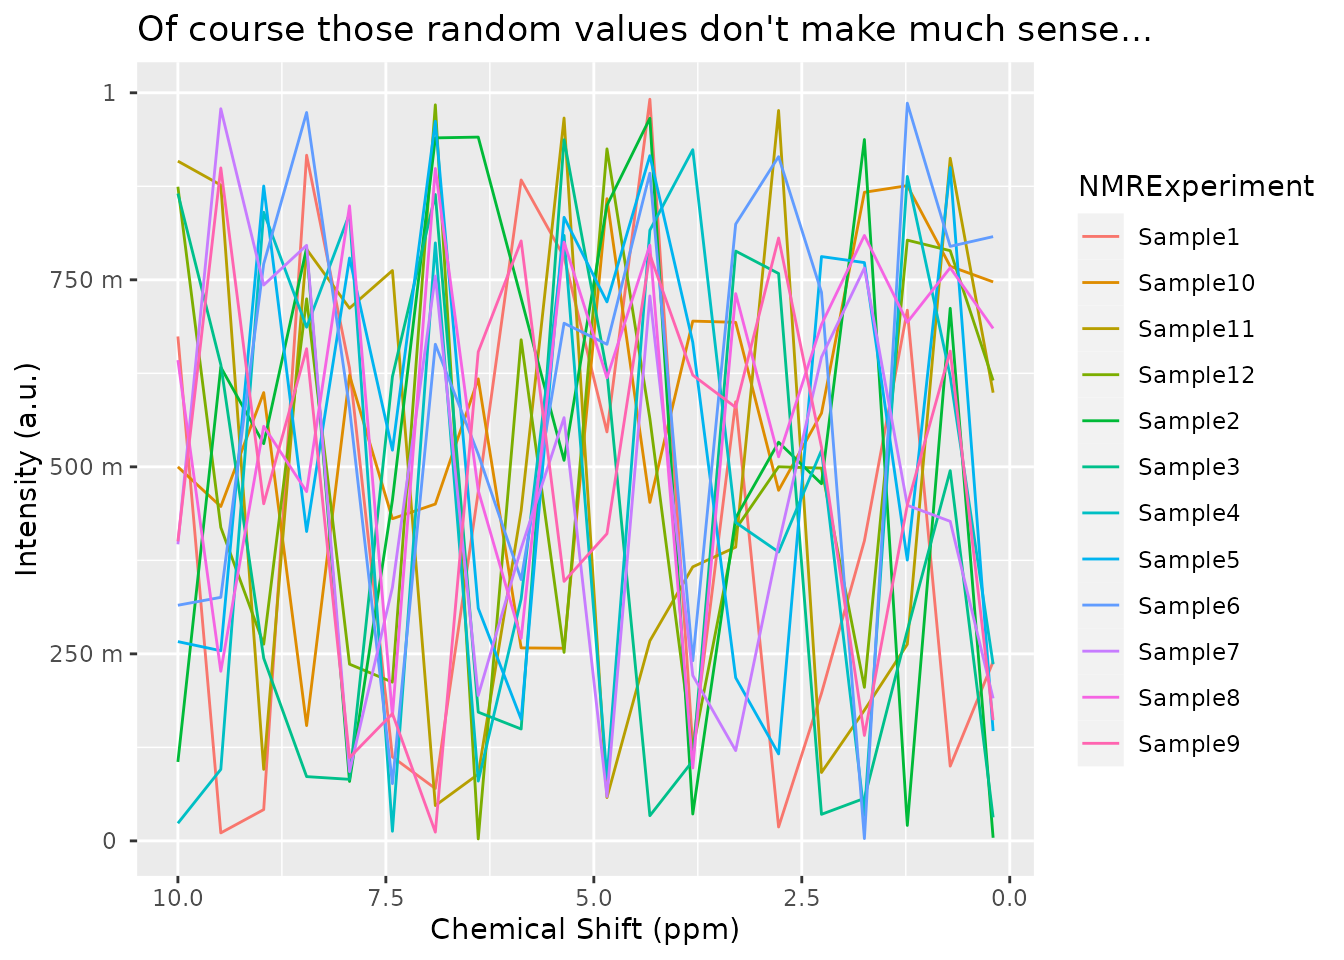 Of course those random values don't make much sense...
Intensity (a.u.)
1
750 m
500 m
250 m
0
10.0 7.5 5.0 2.5 0.0
Chemical Shift (ppm)
NMRExperiment
Sample1
Sample10
Sample11
Sample12
Sample2
Sample3
Sample4
Sample5
Sample6
Sample7
Sample8
Sample9